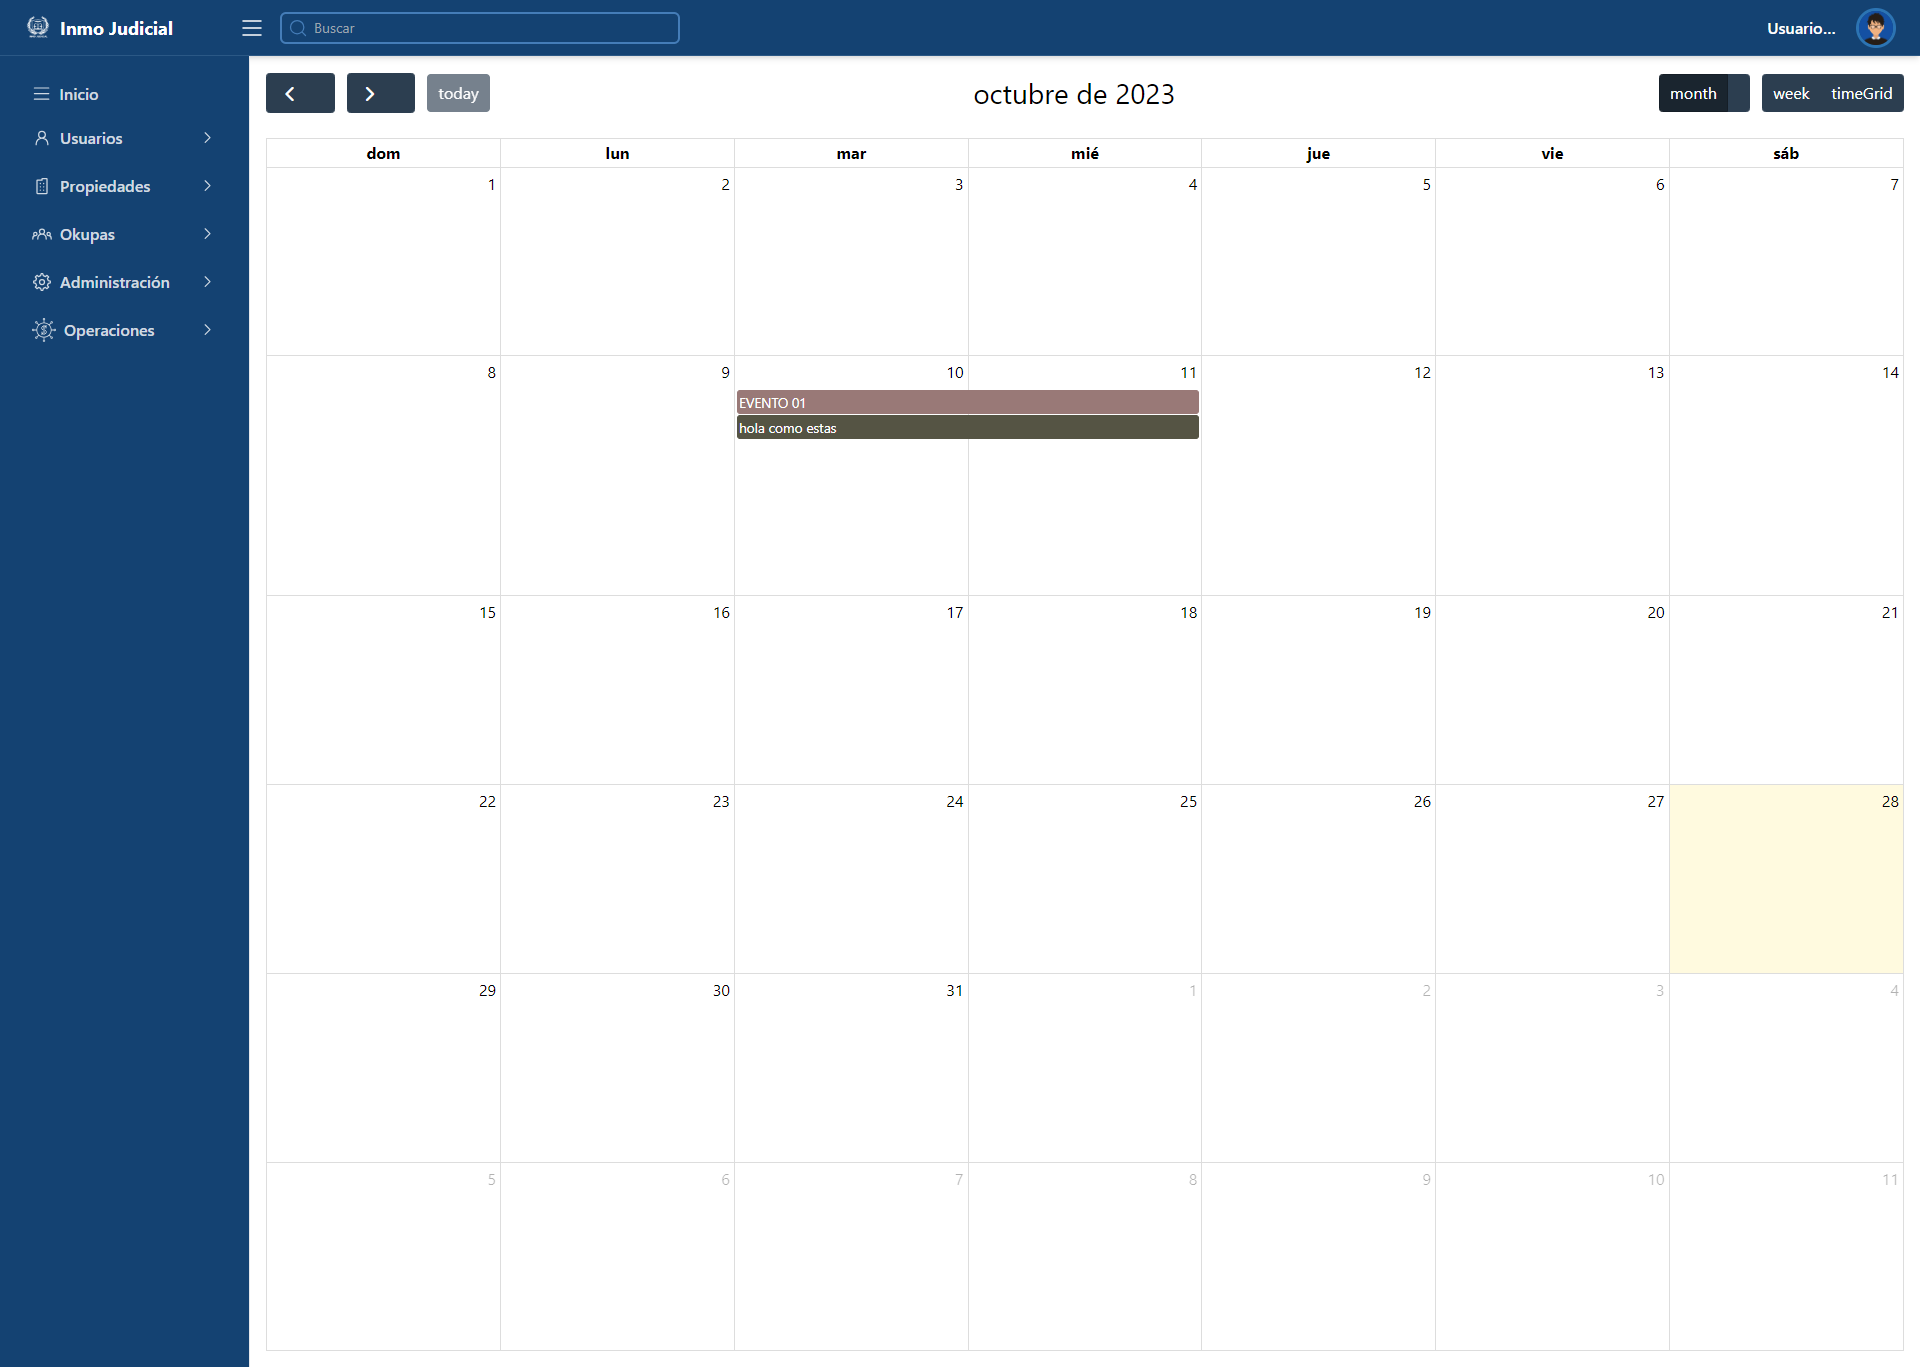 Inmo Judicial
Buscar
Usuario...
Inicio
Usuarios
Propiedades
Okupas
Administración
Operaciones
today
octubre de 2023
month
week timeGrid
dom lun mar mié jue vie sáb
1 2 3 4 5 6 7
8 9 10 11 12 13 14
EVENTO 01
hola como estas
15 16 17 18 19 20 21
22 23 24 25 26 27 28
29 30 31 1 2 3 4
5 6 7 8 9 10 11